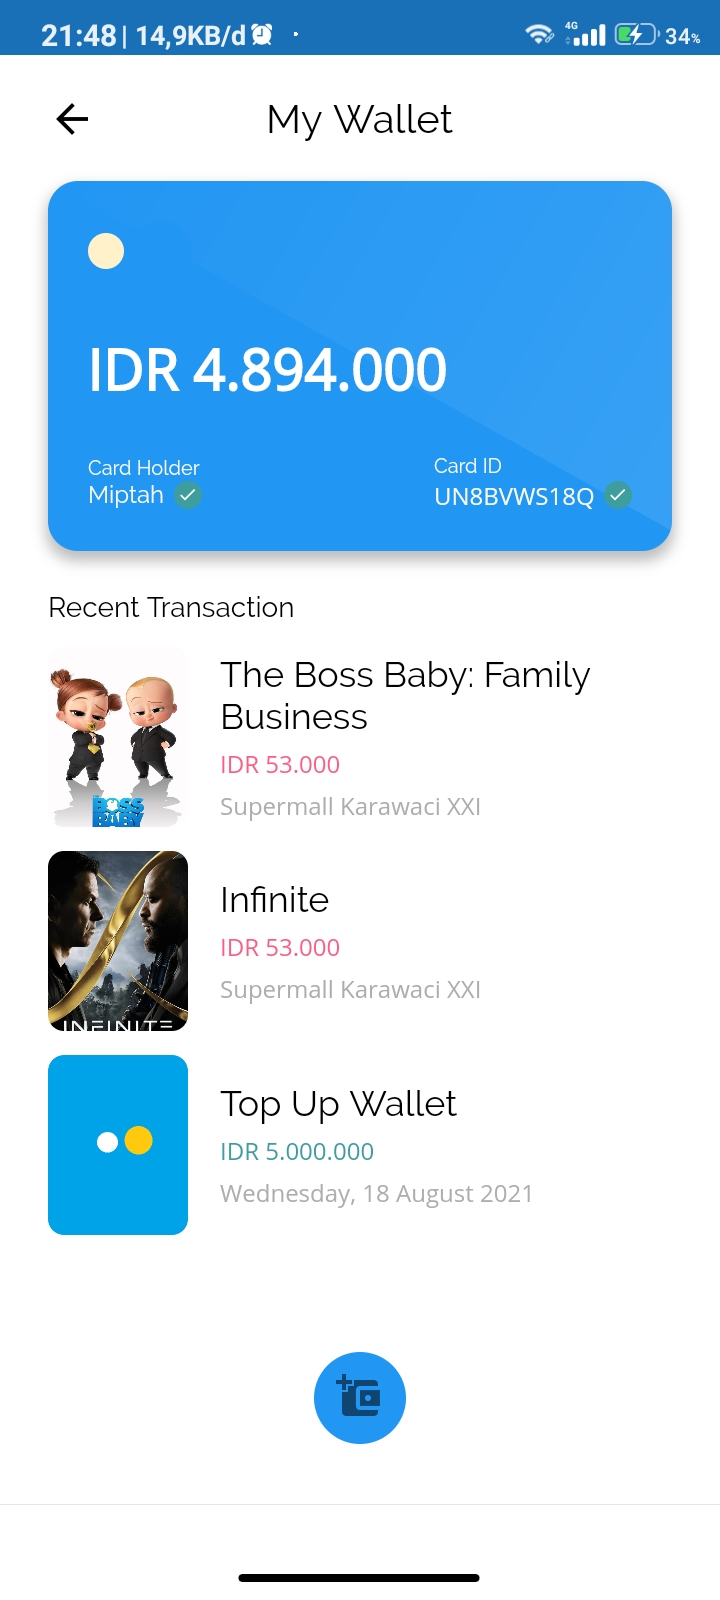 21:48 | 14,9KB/d
4G
34%
My Wallet
IDR 4.894.000
Card Holder
Card ID
Miptah
UN8BVWS18Q
Recent Transaction
The Boss Baby: Family
Business
IDR 53.000
Supermall Karawaci XXI
BOSS
BABY
Infinite
IDR 53.000
Supermall Karawaci XXI
INFINITE
Top Up Wallet
IDR 5.000.000
Wednesday, 18 August 2021